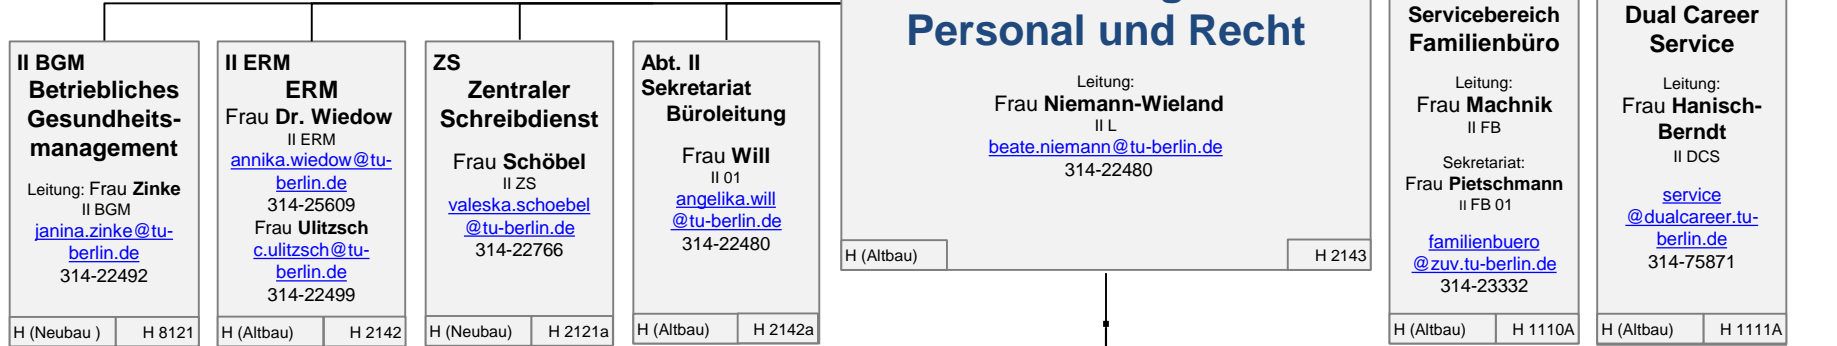 II BGM
Betriebliches
Gesundheits-
management
Leitung: Frau Zinke
II BGM
janina.zinke@tu-
berlin.de
314-22492
H (Neubau )
H 8121
II ERM
ERM
Frau Dr. Wiedow
II ERM
annika.wiedow@tu-
berlin.de
314-25609
Frau Ulitzsch
c.ulitzsch@tu-
berlin.de
314-22499
H (Altbau)
H 2142
ZS
Zentraler
Schreibdienst
Frau Schöbel
II ZS
valeska.schoebel
@tu-berlin.de
314-22766
H (Neubau)
H 2121a
Abt. II
Sekretariat
Büroleitung
Frau Will
II 01
angelika.will
@tu-berlin.de
314-22480
H (Altbau)
H 2142a
Personal und Recht
Leitung:
Frau Niemann-Wieland
II L
beate.niemann@tu-berlin.de
314-22480
H (Altbau)
H 2143
Servicebereich
Familienbüro
Leitung:
Frau Machnik
II FB
Sekretariat:
Frau Pietschmann
II FB 01
familienbuero
@zuv.tu-berlin.de
314-23332
H (Altbau)
H 1110A
Dual Career
Service
Leitung:
Frau Hanisch-
Berndt
II DCS
service
@dualcareer.tu-
berlin.de
314-75871
H (Altbau)
H 1111A